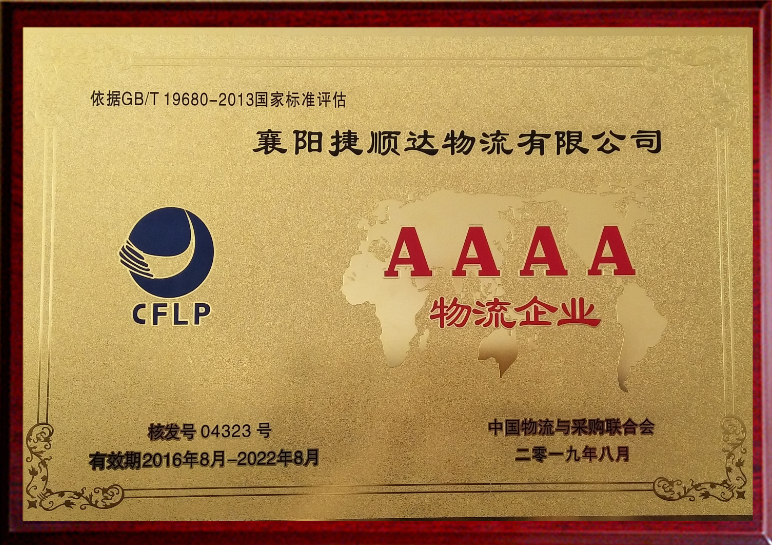 依据GB/T 19680-2013国家标准评估
襄阳捷顺达物流有限公司
AAAA
物流企业
CFLP
核发号 04323 号
有效期2016年8月-2022年8月
中国物流与采购联合会
二零一九年八月